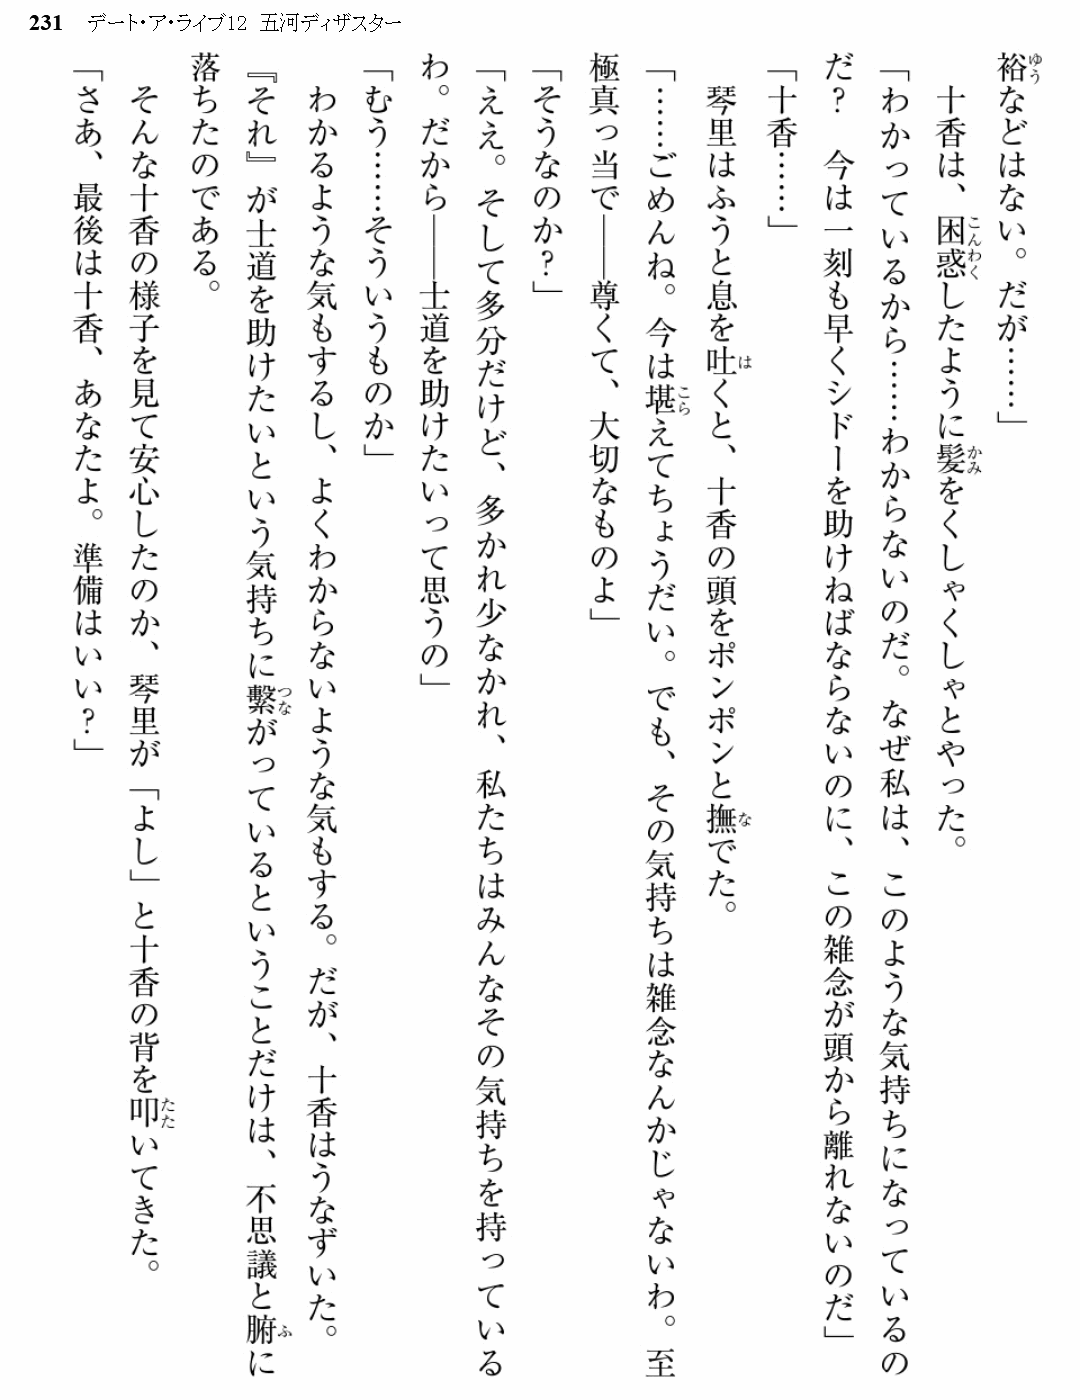 231 デート・ア・ライブ12 五河ディザスター
裕などはない。だが……」
　十香は、困惑したように髪をくしゃくしゃとやった。
「わかっているから……わからないのだ。なぜ私は、このような気持ちになっているの
だ？　今は一刻も早くシドーを助けねばならないのに、この雑念が頭から離れないのだ」
「十香……」
　琴里はふうと息を吐くと、十香の頭をポンポンと撫でた。
「……ごめんね。今は堪えてちょうだい。でも、その気持ちは雑念なんかじゃないわ。至
極真っ当で――尊くて、大切なものよ」
「そうなのか？」
「ええ。そして多分だけど、多かれ少なかれ、私たちはみんなその気持ちを持っている
わ。だから――士道を助けたいって思うの」
「むう……そういうものか」
　わかるような気もするし、よくわからないような気もする。だが、十香はうなずいた。
『それ』が士道を助けたいという気持ちに繫がっているということだけは、不思議と腑に
落ちたのである。
　そんな十香の様子を見て安心したのか、琴里が「よし」と十香の背を叩いてきた。
「さあ、最後は十香、あなたよ。準備はいい？」